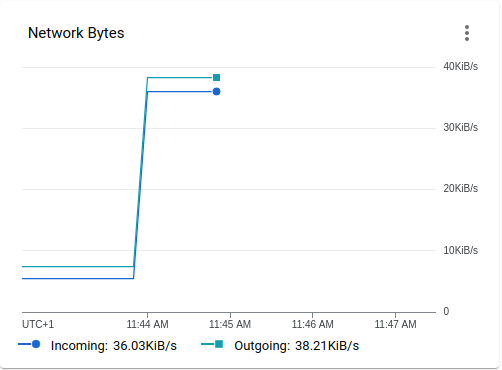 Network Bytes
40KiB/s
30KiB/s
20KiB/s
10KiB/s
0
UTC+1 11:44 AM 11:45 AM 11:46 AM 11:47 AM
Incoming: 36.03KiB/s Outgoing: 38.21KiB/s